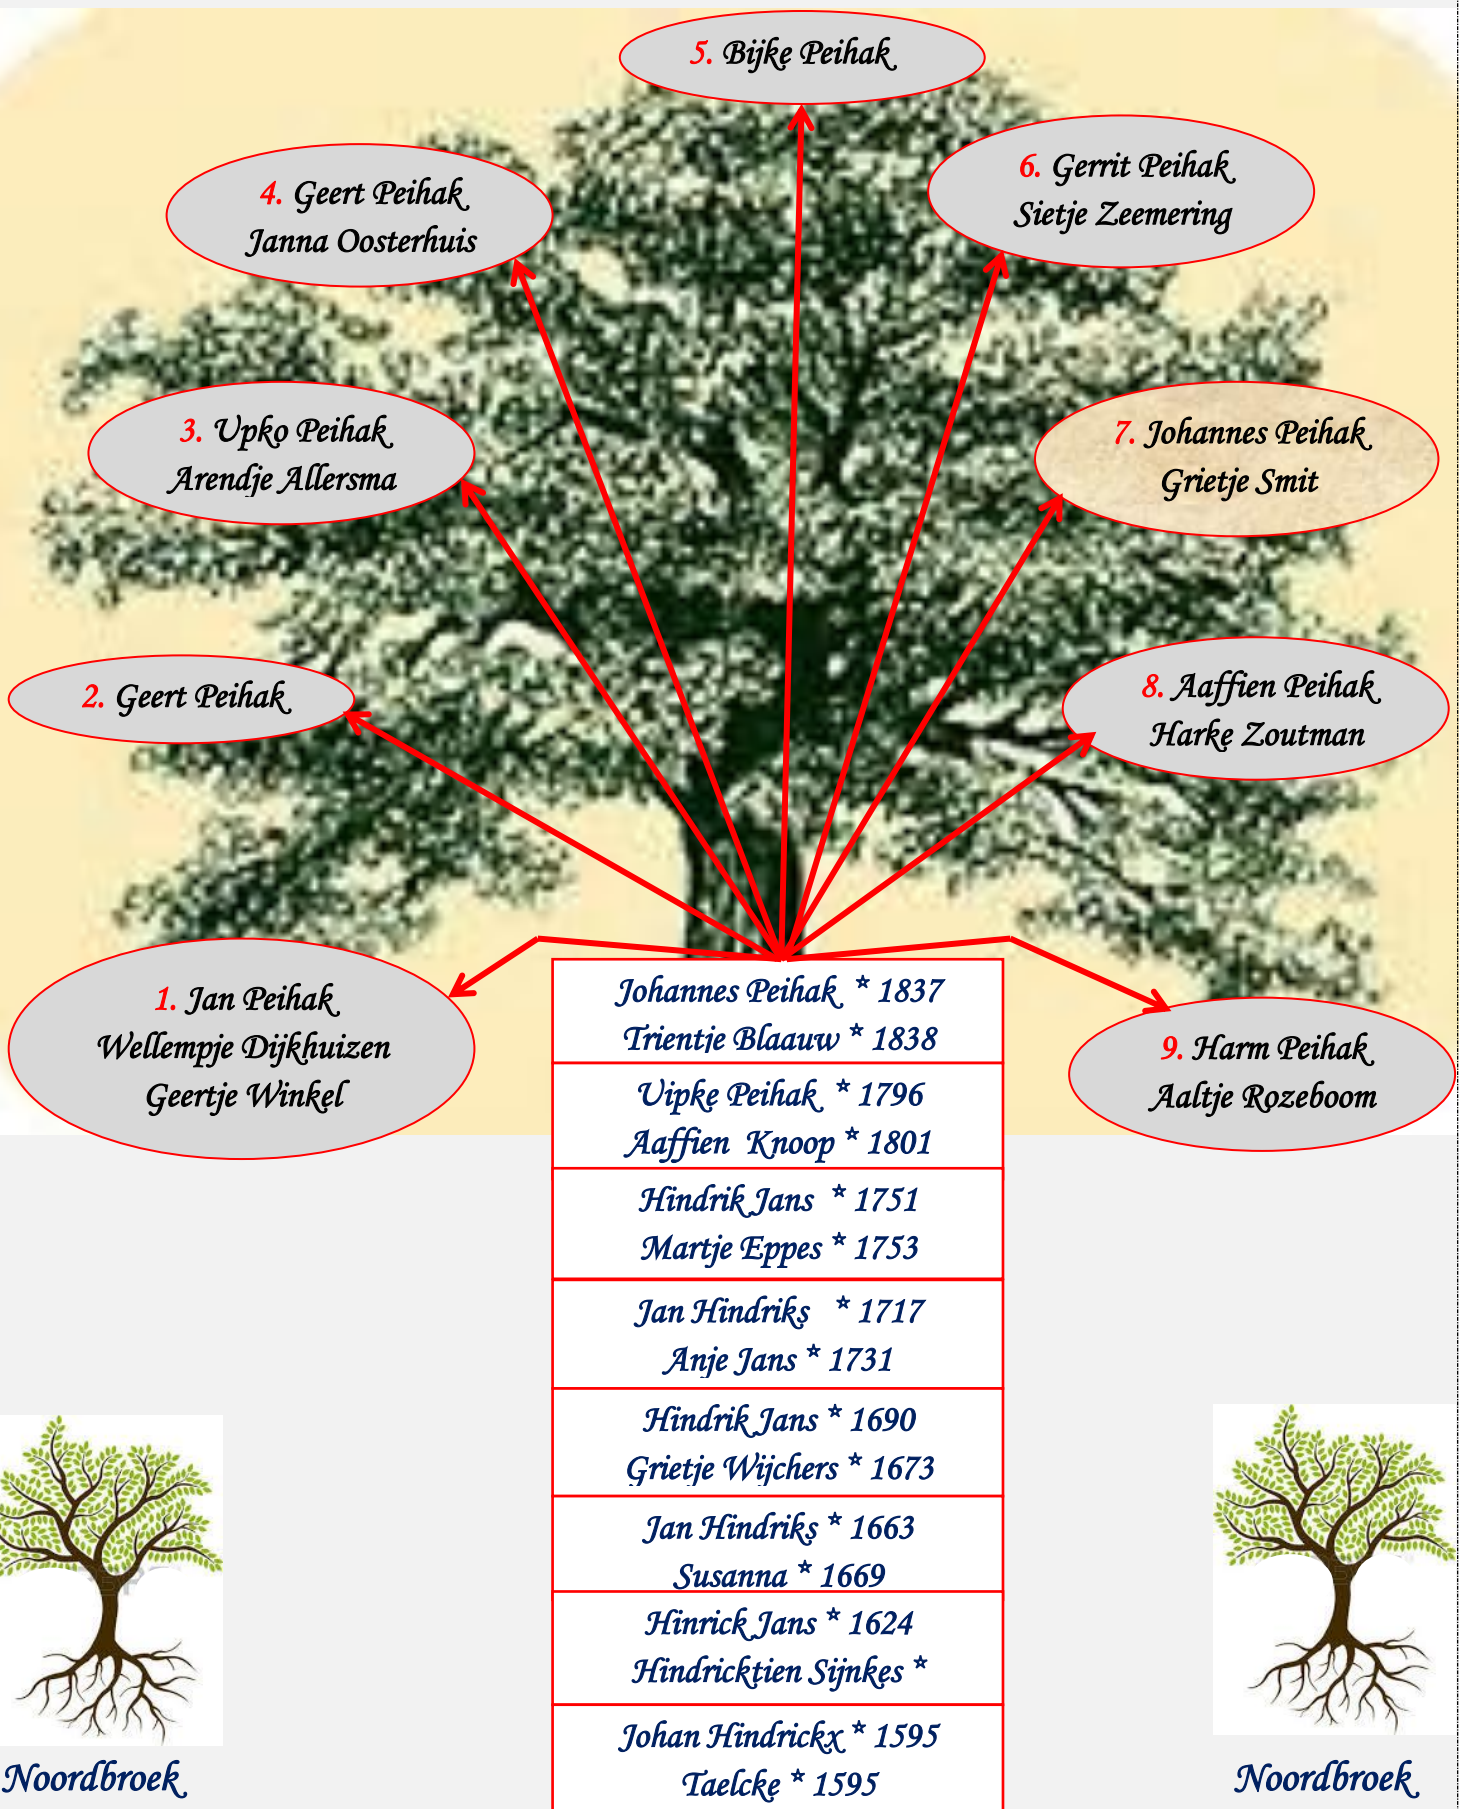 5. Bijke Peihak
4. Geert Peihak
Janna Oosterhuis
6. Gerrit Peihak
Sietje Zeemering
3. Upko Peihak
Arendje Allersma
7. Johannes Peihak
Grietje Smit
2. Geert Peihak
8. Aaffien Peihak
Harke Zoutman
1. Jan Peihak
Wellempje Dijkhuizen
Geertje Winkel
9. Harm Peihak
Aaltje Rozeboom
Johannes Peihak * 1837
Trientje Blaauw * 1838
Uipke Peihak * 1796
Aaffien Knoop * 1801
Hindrik Jans * 1751
Martje Eppes * 1753
Jan Hindriks * 1717
Anje Jans * 1731
Hindrik Jans * 1690
Grietje Wijchers * 1673
Jan Hindriks * 1663
Susanna * 1669
Hinrick Jans * 1624
Hindricktien Sijnkes *
Johan Hindrickx * 1595
Taelcke * 1595
Noordbroek
Noordbroek